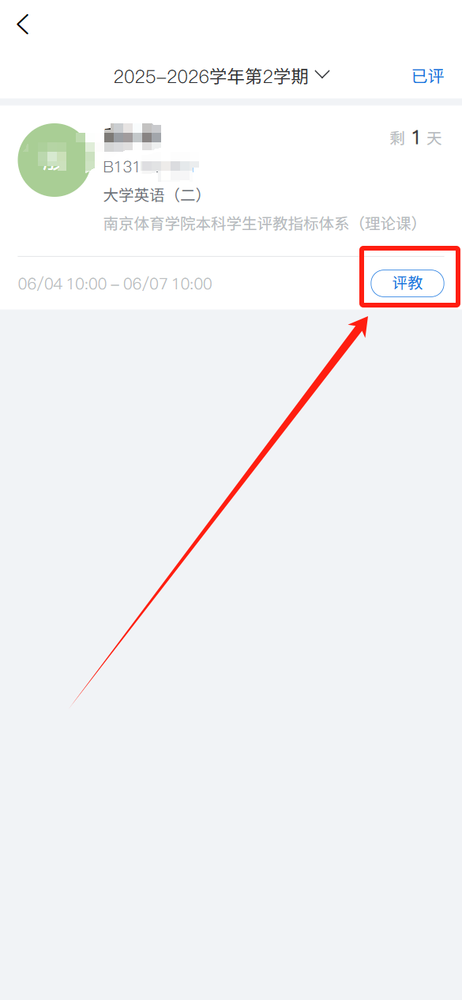 2025-2026学年第2学期
已评
剩 1 天
B131
大学英语（二）
南京体育学院本科学生评教指标体系（理论课）
06/04 10:00 - 06/07 10:00
评教